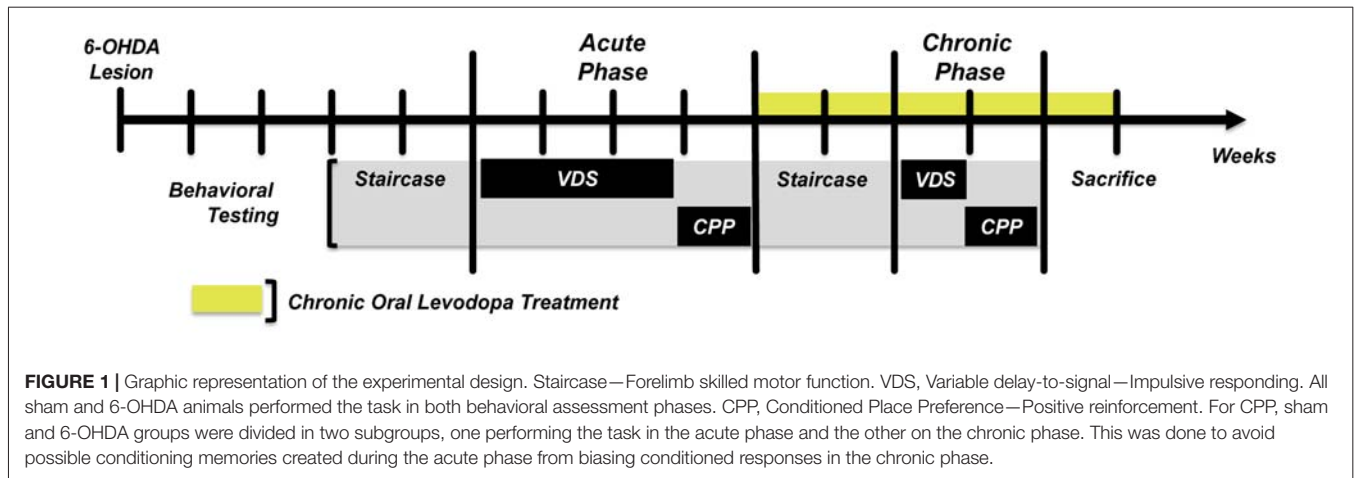 6-OHDA
Lesion
Acute
Phase
Chronic
Phase
Weeks
Behavioral
Testing
Staircase
VDS
CPP
Staircase
VDS
CPP
Sacrifice
Chronic Oral Levodopa Treatment
FIGURE 1 | Graphic representation of the experimental design. Staircase—Forelimb skilled motor function. VDS, Variable delay-to-signal—Impulsive responding. All
sham and 6-OHDA animals performed the task in both behavioral assessment phases. CPP, Conditioned Place Preference—Positive reinforcement. For CPP, sham
and 6-OHDA groups were divided in two subgroups, one performing the task in the acute phase and the other on the chronic phase. This was done to avoid
possible conditioning memories created during the acute phase from biasing conditioned responses in the chronic phase.